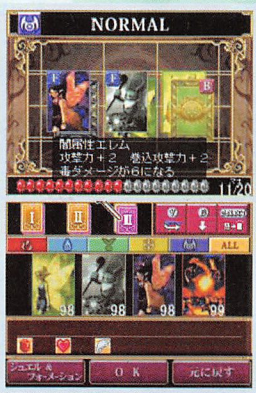 NORMAL
E
F
B
闇属性エレム
攻撃力+2 巻込攻撃力+2
毒ダメージが6になる
11/20
I
II
III
ALL
98
98
98
99
ジュエル&
フォーメーション
OK
元に戻す